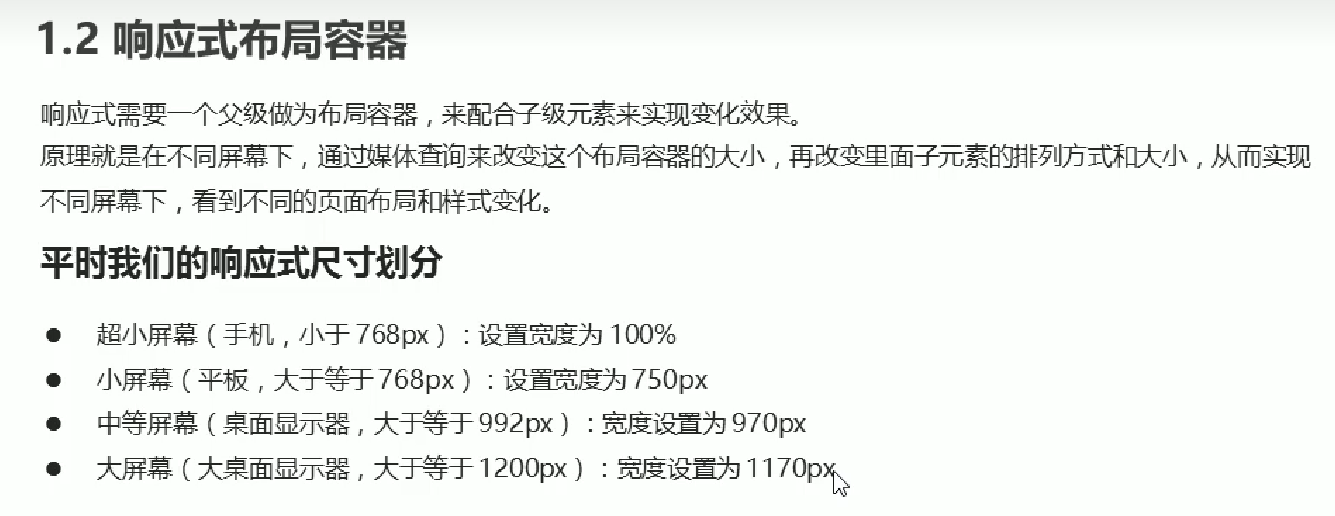 1.2 响应式布局容器
响应式需要一个父级做为布局容器，来配合子级元素来实现变化效果。
原理就是在不同屏幕下，通过媒体查询来改变这个布局容器的大小，再改变里面子元素的排列方式和大小，从而实现
不同屏幕下，看到不同的页面布局和样式变化。
平时我们的响应式尺寸划分
● 超小屏幕（手机，小于 768px）：设置宽度为 100%
● 小屏幕（平板，大于等于 768px）：设置宽度为 750px
● 中等屏幕（桌面显示器，大于等于 992px）：宽度设置为 970px
● 大屏幕（大桌面显示器，大于等于 1200px）：宽度设置为 1170px